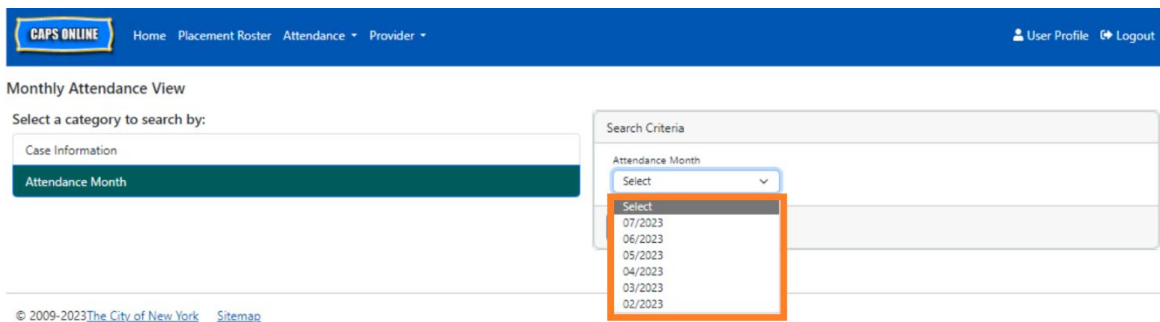 CAPS ONLINE Home Placement Roster Attendance Provider User Profile Logout
Monthly Attendance View
Select a category to search by:
Case Information
Attendance Month
Search Criteria
Attendance Month
Select
Select
07/2023
06/2023
05/2023
04/2023
03/2023
02/2023
© 2009-2023The City of New York Sitemap